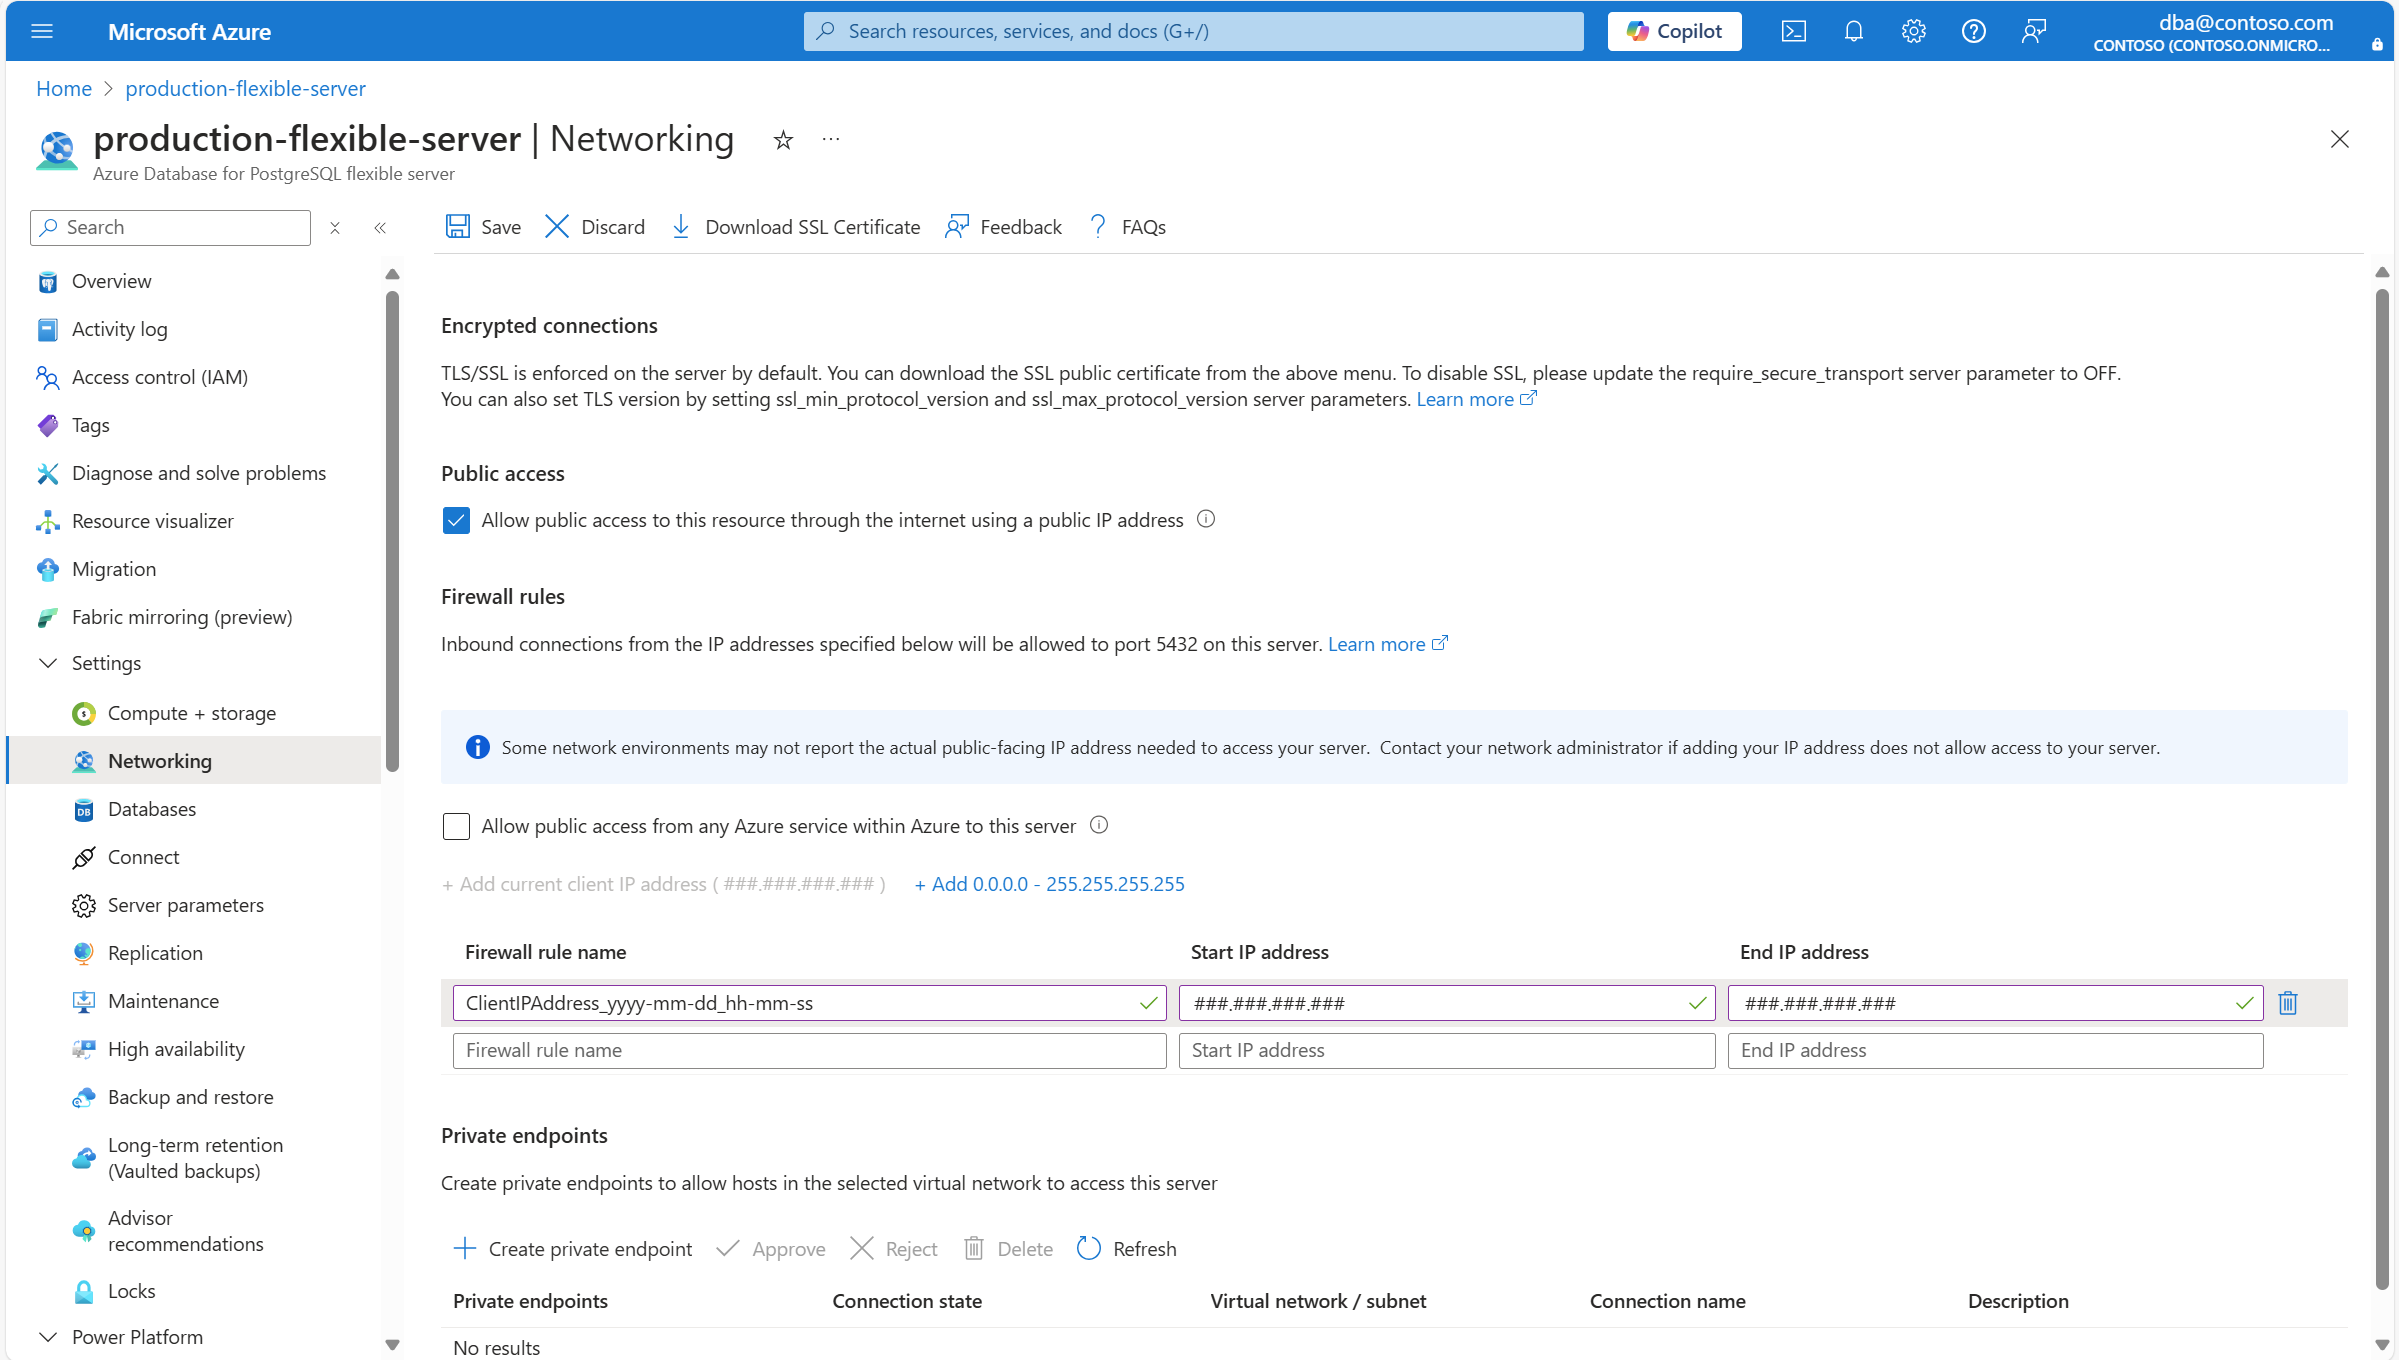 Microsoft Azure
Search resources, services, and docs (G+/)
Copilot
dba@contoso.com
CONTOSO (CONTOSO.ONMICRO...
Home > production-flexible-server
production-flexible-server | Networking
Azure Database for PostgreSQL flexible server
Search
Save
Discard
Download SSL Certificate
Feedback
FAQs
Overview
Activity log
Access control (IAM)
Tags
Diagnose and solve problems
Resource visualizer
Migration
Fabric mirroring (preview)
Settings
Compute + storage
Networking
Databases
Connect
Server parameters
Replication
Maintenance
High availability
Backup and restore
Long-term retention
(Vaulted backups)
Advisor
recommendations
Locks
Power Platform
Encrypted connections
TLS/SSL is enforced on the server by default. You can download the SSL public certificate from the above menu. To disable SSL, please update the require_secure_transport server parameter to OFF.
You can also set TLS version by setting ssl_min_protocol_version and ssl_max_protocol_version server parameters. Learn more
Public access
Allow public access to this resource through the internet using a public IP address
Firewall rules
Inbound connections from the IP addresses specified below will be allowed to port 5432 on this server. Learn more
Some network environments may not report the actual public-facing IP address needed to access your server. Contact your network administrator if adding your IP address does not allow access to your server.
Allow public access from any Azure service within Azure to this server
+ Add current client IP address ( ###.###.###.### )
+ Add 0.0.0.0 - 255.255.255.255
Firewall rule name
Start IP address
End IP address
ClientIPAddress_yyyy-mm-dd_hh-mm-ss
###.###.###.###
###.###.###.###
Firewall rule name
Start IP address
End IP address
Private endpoints
Create private endpoints to allow hosts in the selected virtual network to access this server
Create private endpoint
Approve
Reject
Delete
Refresh
Private endpoints
Connection state
Virtual network / subnet
Connection name
Description
No results